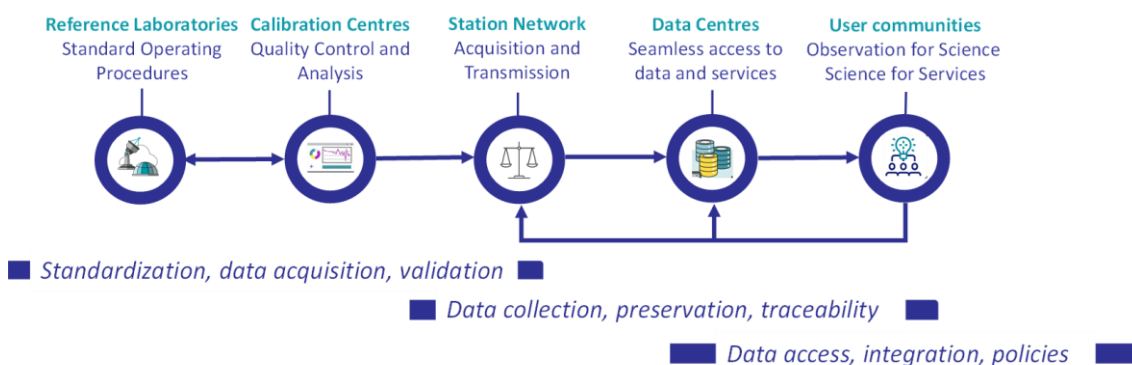 Reference Laboratories
Standard Operating
Procedures
Calibration Centres
Quality Control and
Analysis
Station Network
Acquisition and
Transmission
Data Centres
Seamless access to
data and services
User communities
Observation for Science
Science for Services
Standardization, data acquisition, validation
Data collection, preservation, traceability
Data access, integration, policies